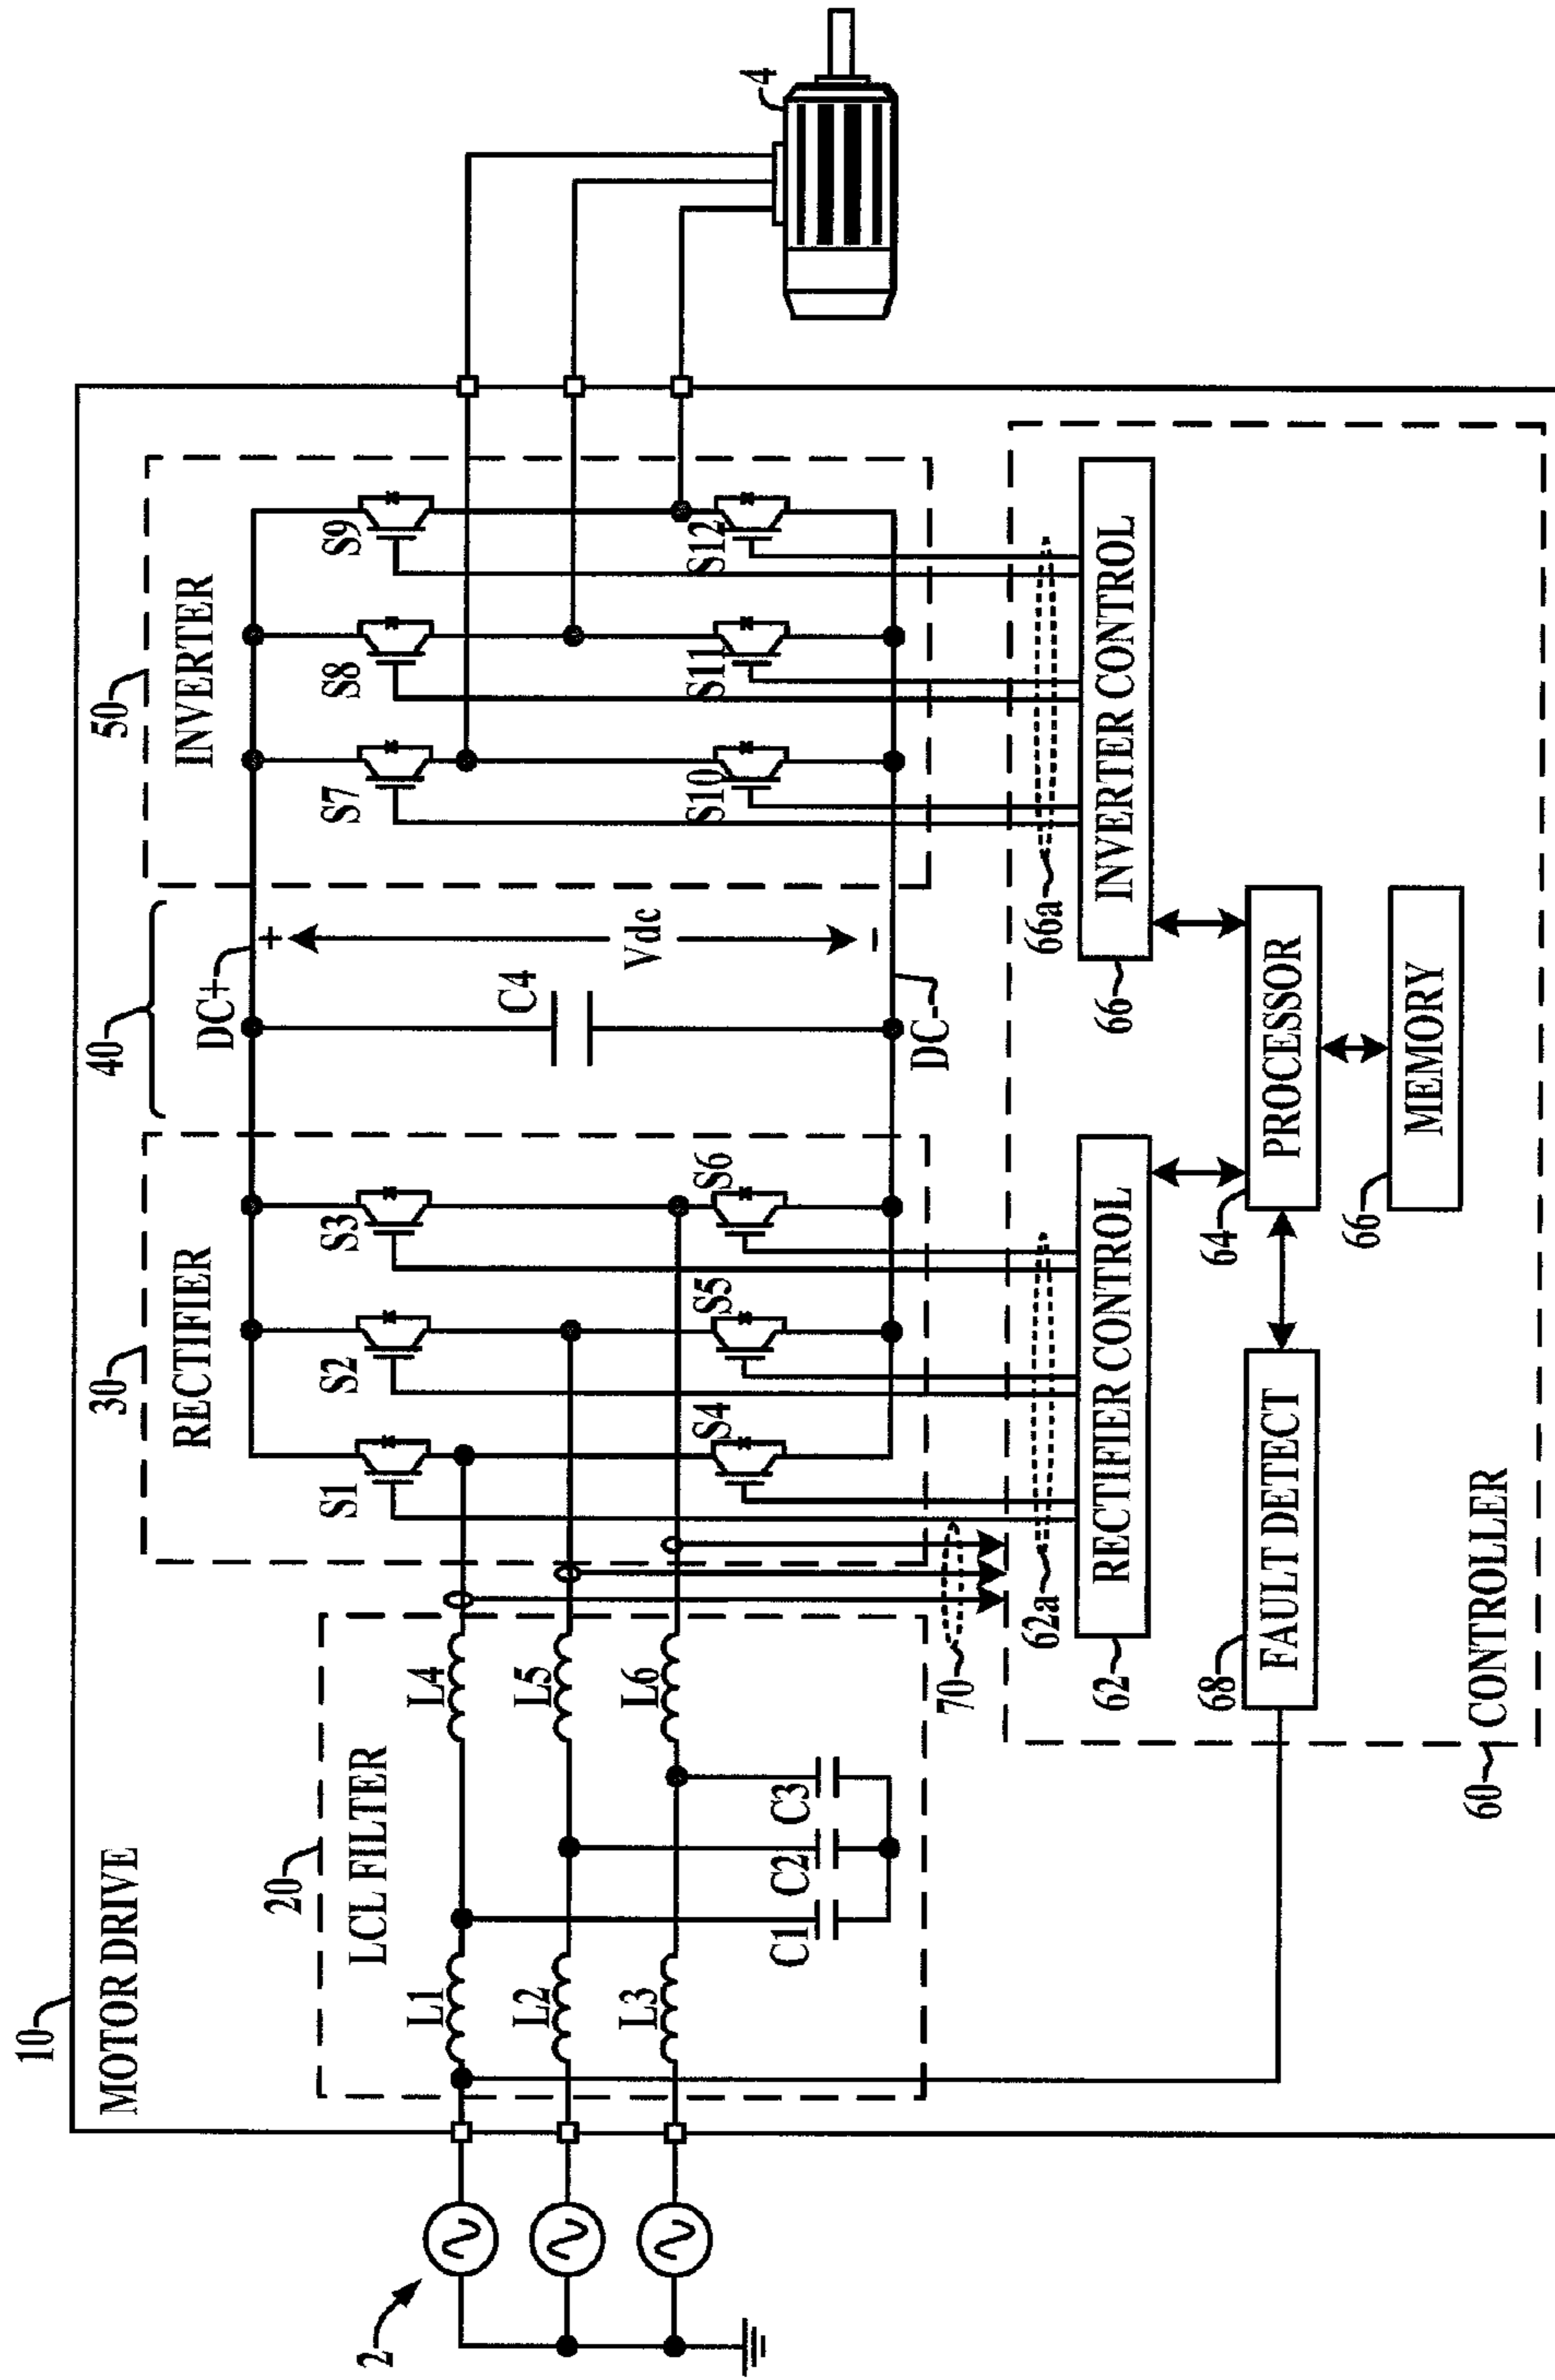 10
MOTOR DRIVE
2
20
LCL FILTER
L1
L2
L3
C1
C2
C3
L4
L5
L6
30
RECTIFIER
S1
S2
S3
S4
S5
S6
40
DC+
C4
Vdc
+
-
DC-
50
INVERTER
S7
S8
S9
S10
S11
S12
4
70
62a
66a
62
RECTIFIER CONTROL
66
INVERTER CONTROL
64
PROCESSOR
68
FAULT DETECT
66
MEMORY
60
CONTROLLER